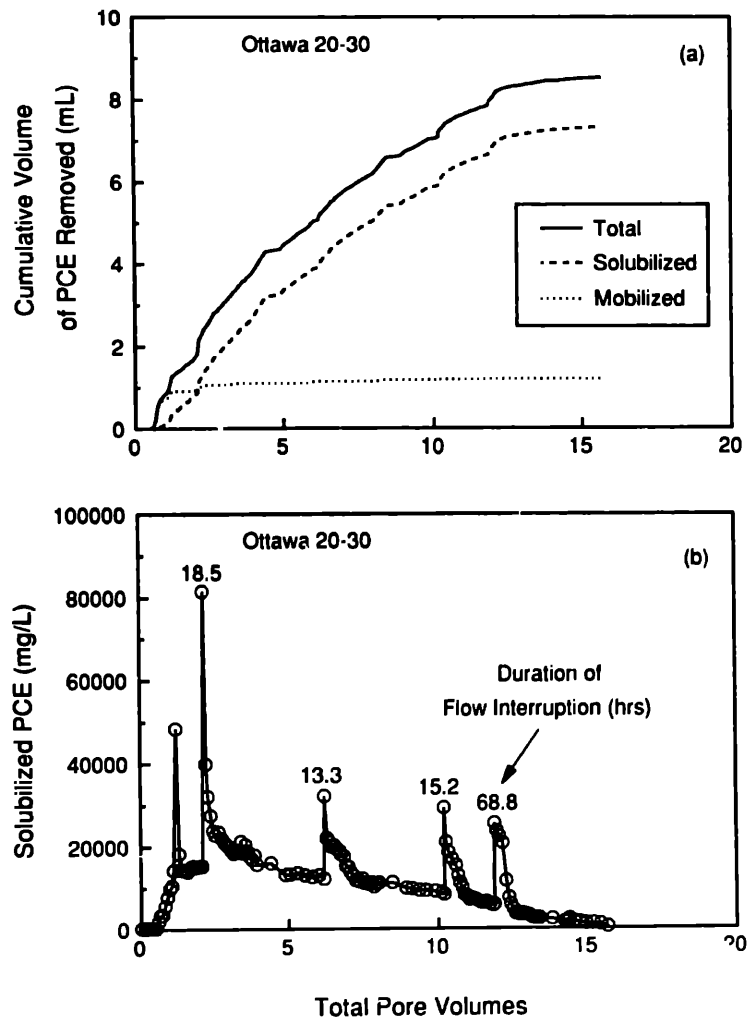 Ottawa 20-30
(a)
Cumulative Volume
of PCE Removed (mL)
10
8
6
4
2
0
Total
Solubilized
Mobilized
0 5 10 15 20
Ottawa 20-30
(b)
Solubilized PCE (mg/L)
100000
80000
60000
40000
20000
0
18.5
Duration of
Flow Interruption (hrs)
13.3
15.2
68.8
0 5 10 15 20
Total Pore Volumes